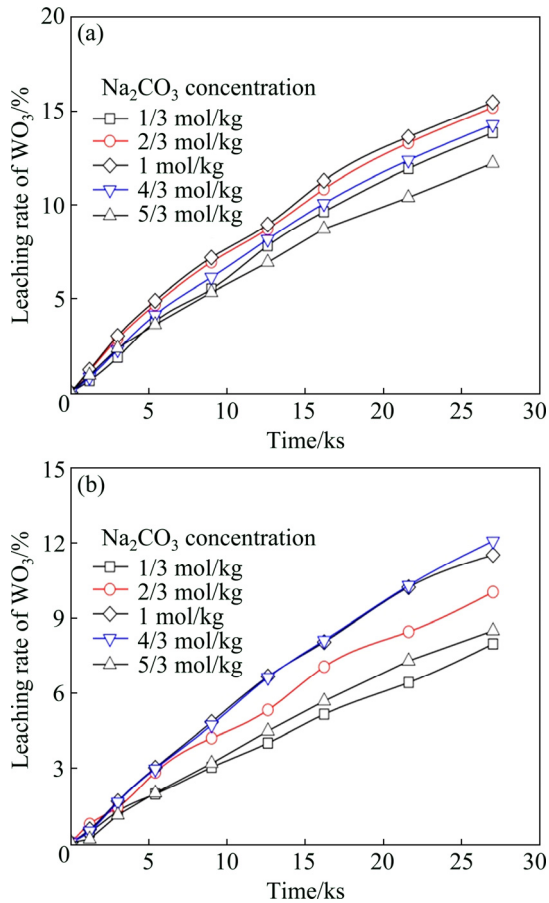 20
(a)
Na₂CO₃ concentration
1/3 mol/kg
2/3 mol/kg
1 mol/kg
4/3 mol/kg
5/3 mol/kg
15
10
5
0
Leaching rate of WO₃/%
5
10
15
20
25
30
Time/ks
15
(b)
Na₂CO₃ concentration
1/3 mol/kg
2/3 mol/kg
1 mol/kg
4/3 mol/kg
5/3 mol/kg
12
9
6
3
0
Leaching rate of WO₃/%
5
10
15
20
25
30
Time/ks